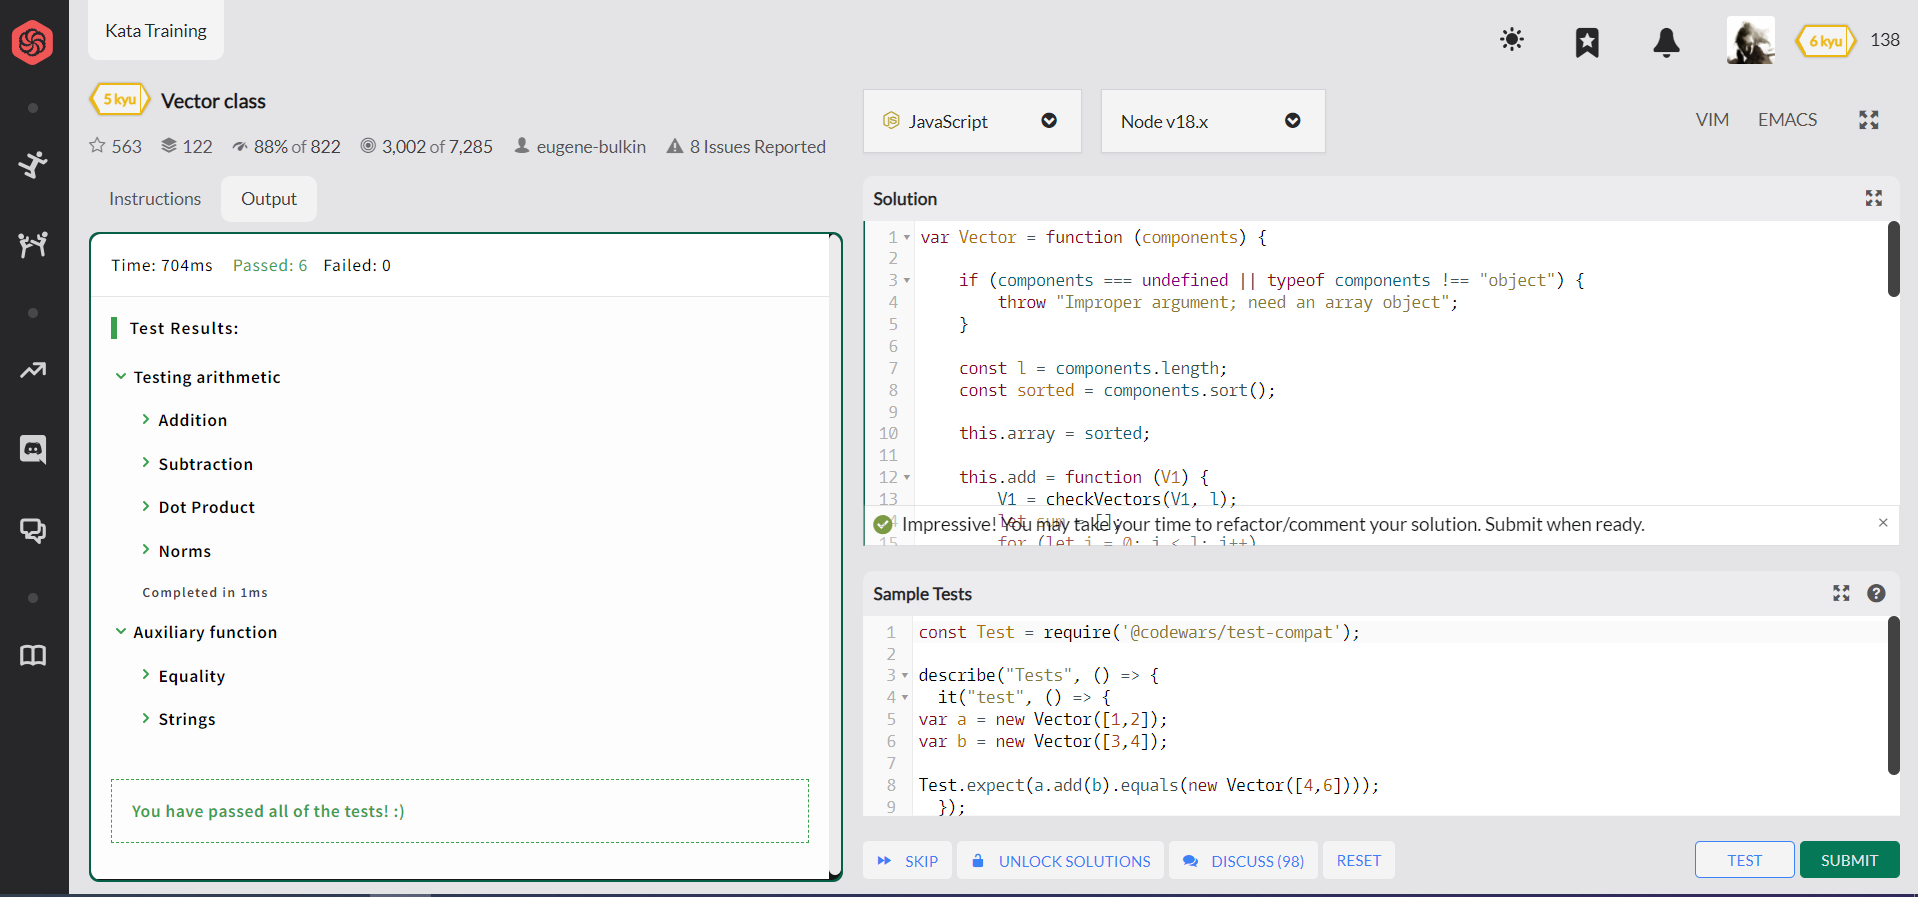 Kata Training
6 kyu 138
5 kyu Vector class
563 122 88% of 822 3,002 of 7,285 eugene-bulkin 8 Issues Reported
JavaScript
Node v18.x
VIM EMACS
Instructions Output
Time: 704ms Passed: 6 Failed: 0
Test Results:
Testing arithmetic
Addition
Subtraction
Dot Product
Norms
Completed in 1ms
Auxiliary function
Equality
Strings
You have passed all of the tests! :)
Solution
1 var Vector = function (components) {
2
3 if (components === undefined || typeof components !== "object") {
4 throw "Improper argument; need an array object";
5 }
6
7 const l = components.length;
8 const sorted = components.sort();
9
10 this.array = sorted;
11
12 this.add = function (V1) {
13 V1 = checkVectors(V1, l);
14 let sum = [];
Impressive! You may take your time to refactor/comment your solution. Submit when ready. ×
15 for (let i = 0; i < l; i++)
Sample Tests
1 const Test = require('@codewars/test-compat');
2
3 describe("Tests", () => {
4 it("test", () => {
5 var a = new Vector([1,2]);
6 var b = new Vector([3,4]);
7
8 Test.expect(a.add(b).equals(new Vector([4,6])));
9 });
SKIP UNLOCK SOLUTIONS DISCUSS (98) RESET TEST SUBMIT